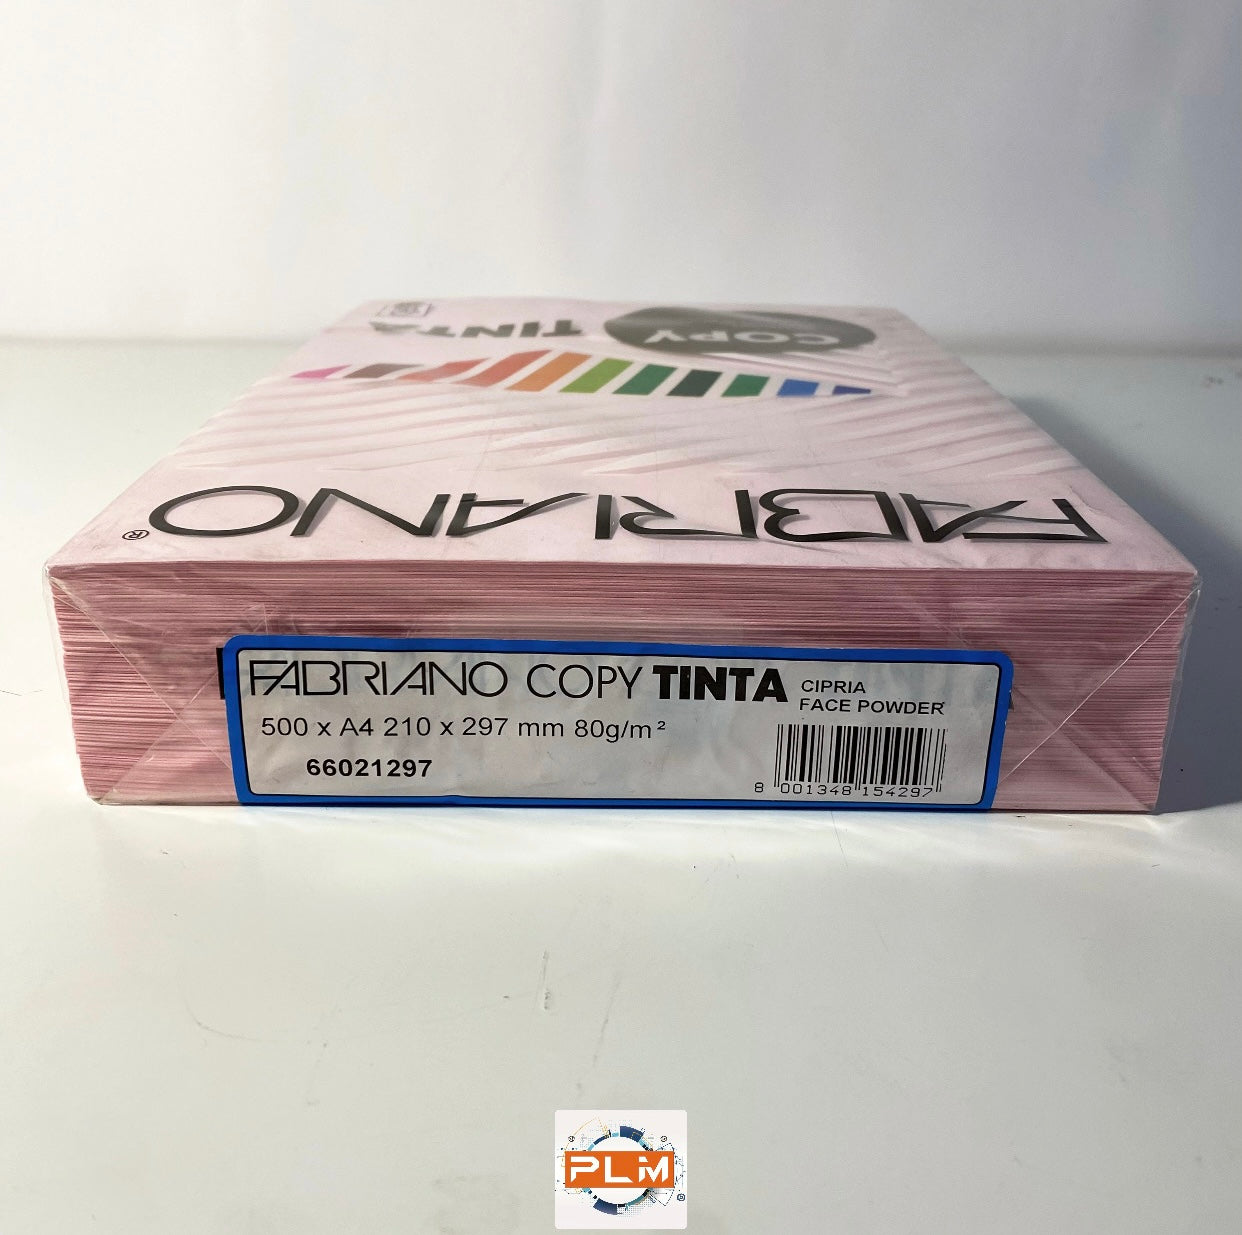 COPY
TINTA
FABRIANO
®
FABRIANO COPY TINTA CIPRIA
FACE POWDER
500 x A4 210 x 297 mm 80g/m²
66021297
8 001348 154297
PLM